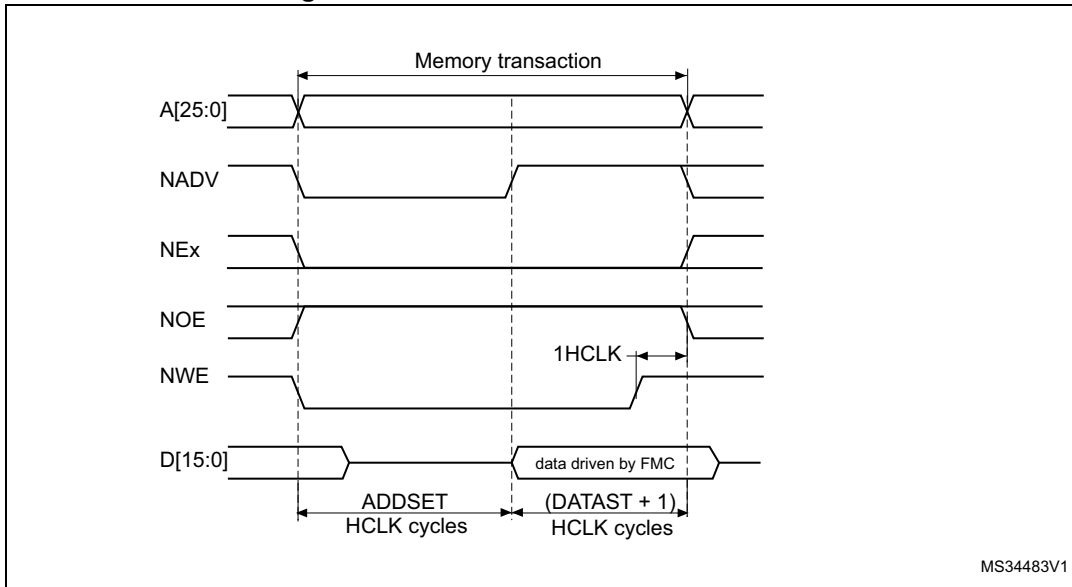 Memory transaction
A[25:0]
NADV
NEx
NOE
1HCLK
NWE
D[15:0]
data driven by FMC
ADDSET
HCLK cycles
(DATAST + 1)
HCLK cycles
MS34483V1